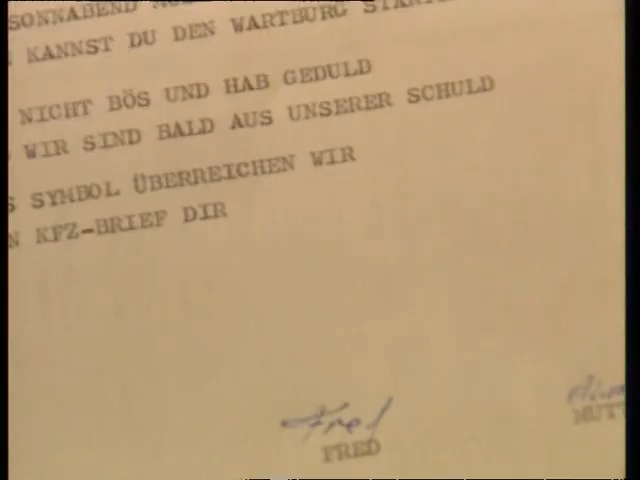 SONNABEND
KANNST DU DEN WARTBURG
NICHT BÖS UND HAB GEDULD
WIR SIND BALD AUS UNSERER SCHULD
S SYMBOL ÜBERREICHEN WIR
N KFZ-BRIEF DIR
Fred
FRED MUT